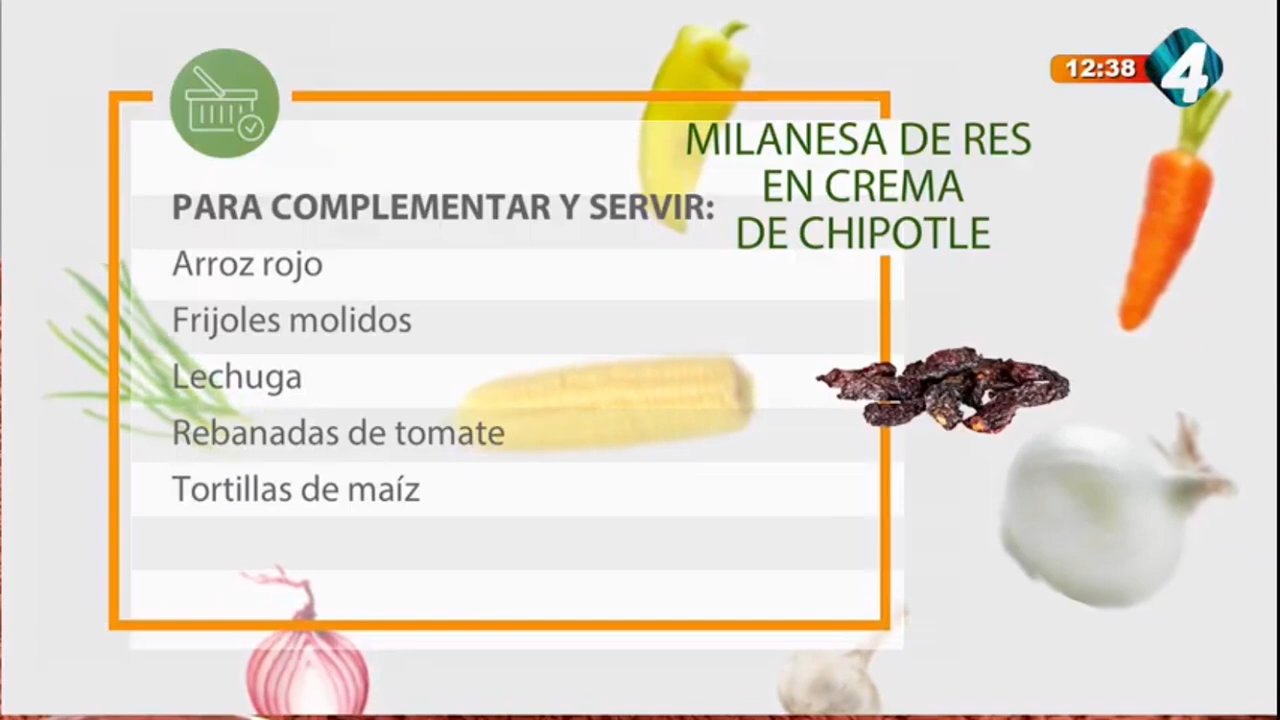 12:38
4
MILANESA DE RES
EN CREMA
DE CHIPOTLE
PARA COMPLEMENTAR Y SERVIR:
Arroz rojo
Frijoles molidos
Lechuga
Rebanadas de tomate
Tortillas de maíz